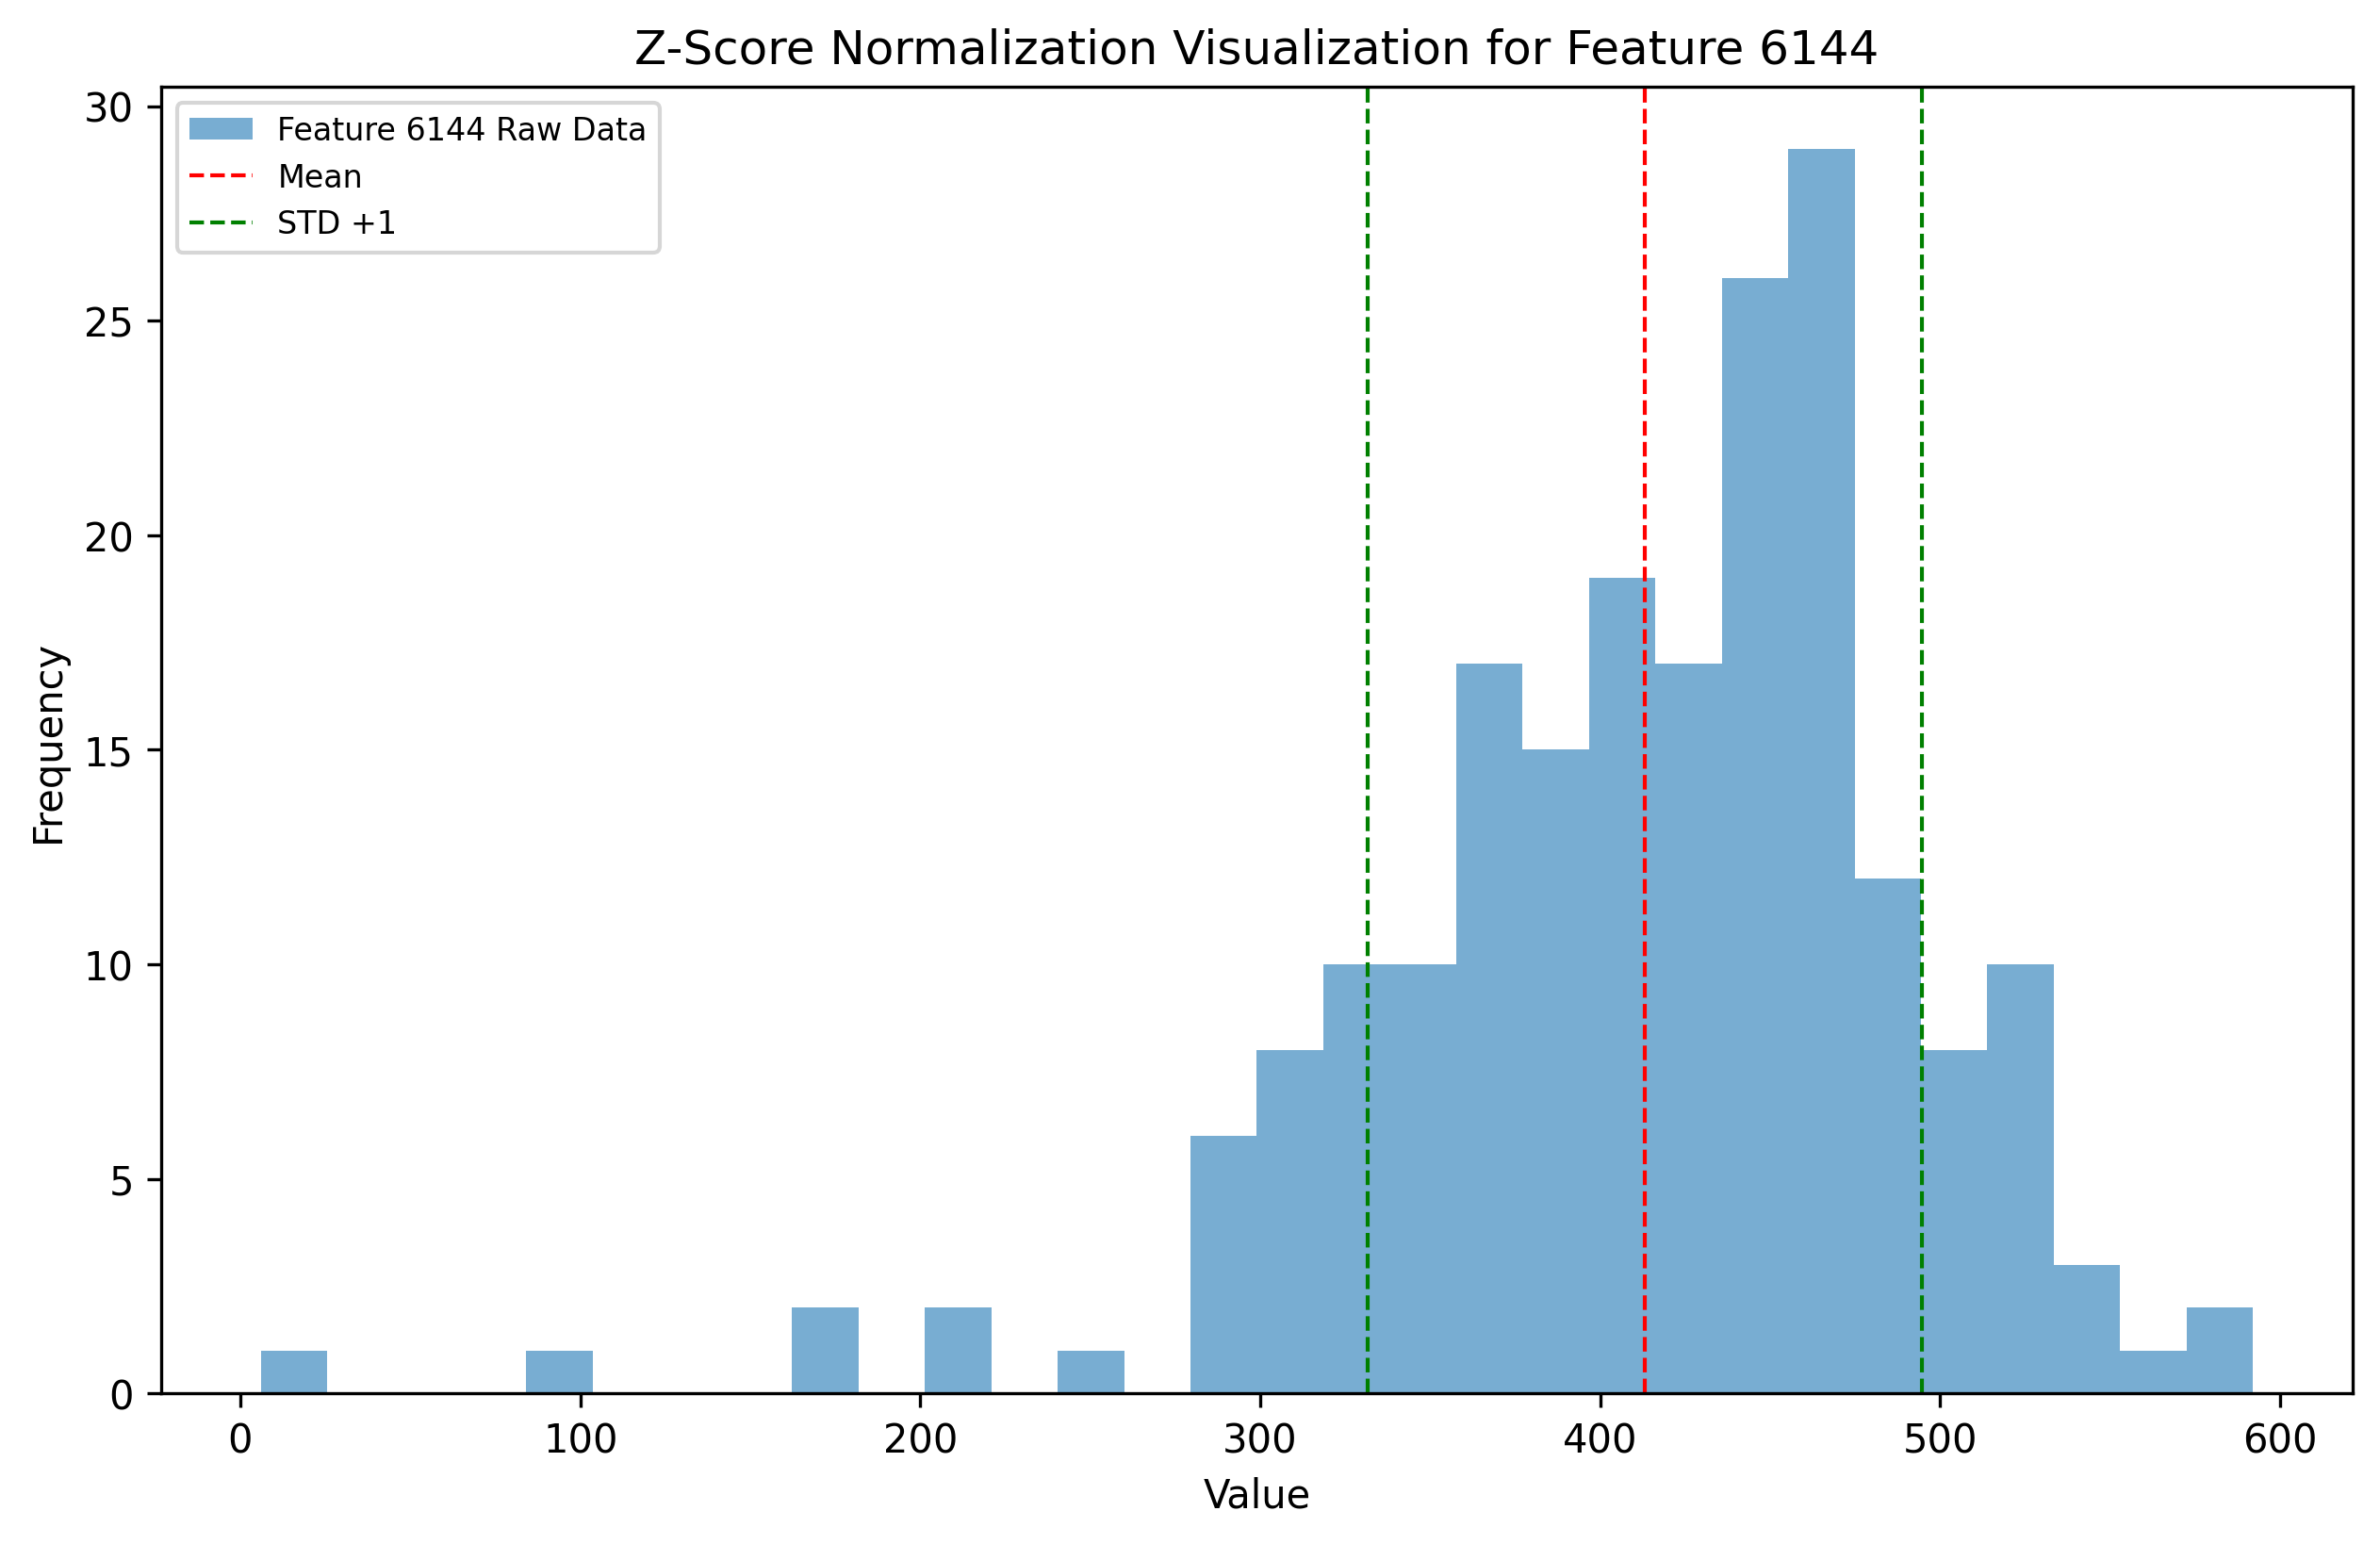 Z-Score Normalization Visualization for Feature 6144
Feature 6144 Raw Data
Mean
STD +1
30
25
20
15
10
5
0
Frequency
0 100 200 300 400 500 600
Value